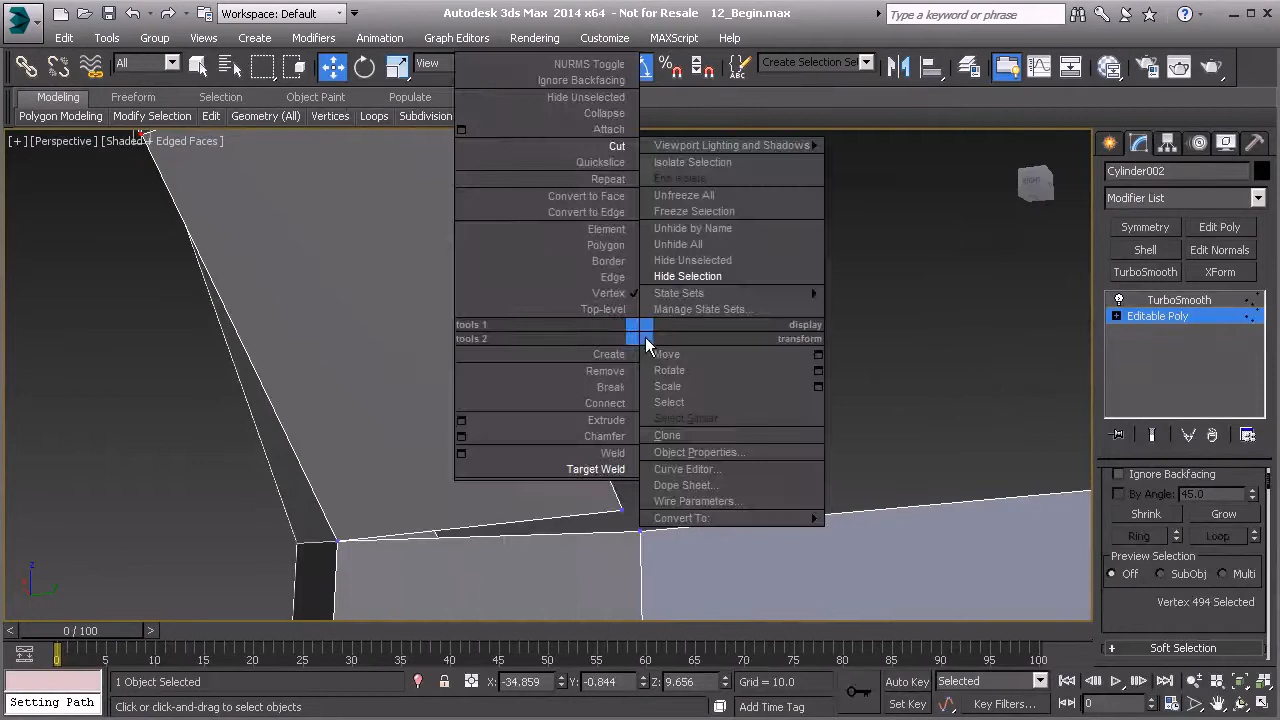 Autodesk 3ds Max 2014 x64 - Not for Resale 12_Begin.max
Workspace: Default
Type a keyword or phrase
Edit Tools Group Views Create Modifiers Animation Graph Editors Rendering Customize MAXScript Help
All View Create Selection Se
Modeling Freeform Selection Object Paint Populate
Polygon Modeling Modify Selection Edit Geometry (All) Vertices Loops Subdivision
[+] [Perspective] [Shaded + Edged Faces]
NURMS Toggle
Ignore Backfacing
Hide Unselected
Collapse
Attach
Cut
Quickslice
Repeat
Convert to Face
Convert to Edge
Element
Polygon
Border
Edge
Vertex
Top-level
tools 1
tools 2
Create
Remove
Break
Connect
Extrude
Chamfer
Weld
Target Weld
Viewport Lighting and Shadows
Isolate Selection
End Isolate
Unfreeze All
Freeze Selection
Unhide by Name
Unhide All
Hide Unselected
Hide Selection
State Sets
Manage State Sets...
display
transform
Move
Rotate
Scale
Select
Select Similar
Clone
Object Properties...
Curve Editor...
Dope Sheet...
Wire Parameters...
Convert To:
RIGHT
Cylinder002
Modifier List
Symmetry Edit Poly
Shell Edit Normals
TurboSmooth XForm
TurboSmooth
Editable Poly
Ignore Backfacing
By Angle: 45.0
Shrink Grow
Ring Loop
Preview Selection
Off SubObj Multi
Vertex 494 Selected
Soft Selection
z
x
y
0 / 100
0 5 10 15 20 25 30 35 40 45 50 55 60 65 70 75 80 85 90 95 100
1 Object Selected X: -34.859 Y: -0.844 Z: 9.656 Grid = 10.0 Auto Key Selected
Setting Path Click or click-and-drag to select objects Add Time Tag Set Key Key Filters... 0